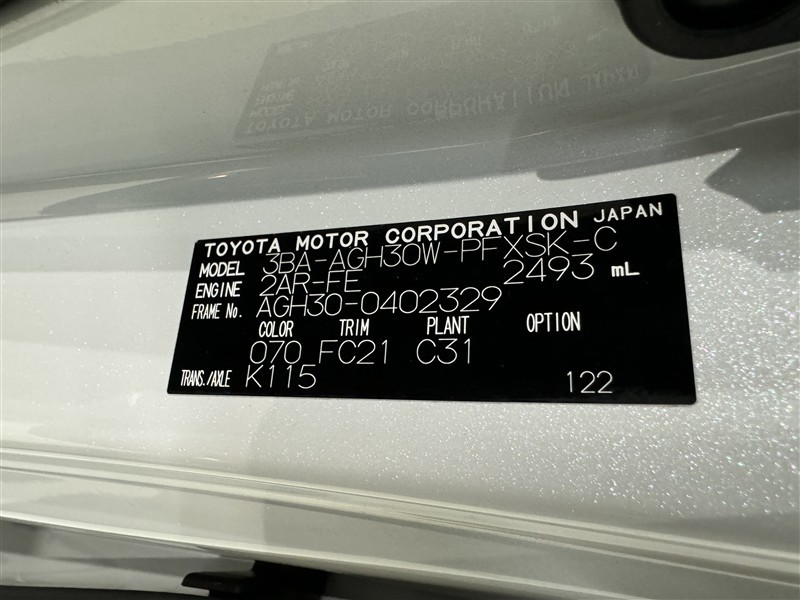 TOYOTA MOTOR CORPORATION JAPAN
MODEL 3BA-AGH30W-PFXSK-C
ENGINE 2AR-FE 2493 mL
FRAME No. AGH30-0402329
COLOR TRIM PLANT OPTION
070 FC21 C31
TRANS./AXLE K115 122